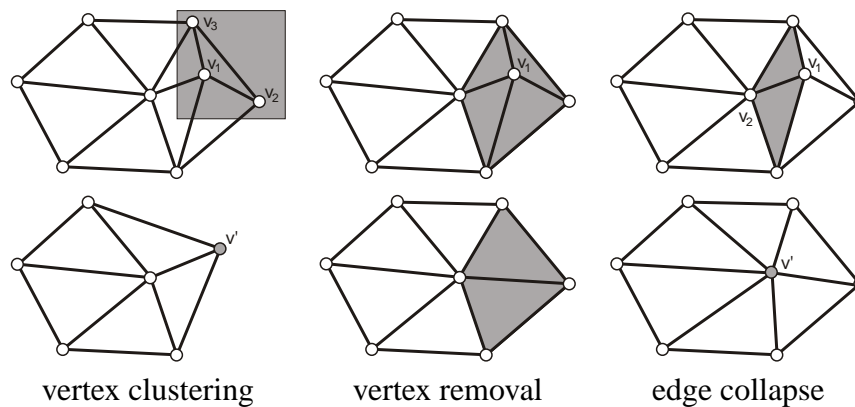 v3
v1
v2
v1
v1
v2
v'
v'
vertex clustering
vertex removal
edge collapse